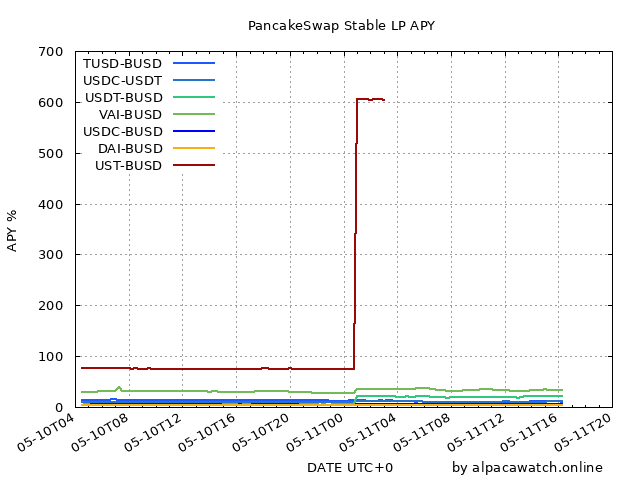 PancakeSwap Stable LP APY
700
600
500
400
300
200
100
0
APY %
TUSD-BUSD
USDC-USDT
USDT-BUSD
VAI-BUSD
USDC-BUSD
DAI-BUSD
UST-BUSD
05-10T04
05-10T08
05-10T12
05-10T16
05-10T20
05-11T00
05-11T04
05-11T08
05-11T12
05-11T16
05-11T20
DATE UTC+0
by alpacawatch.online